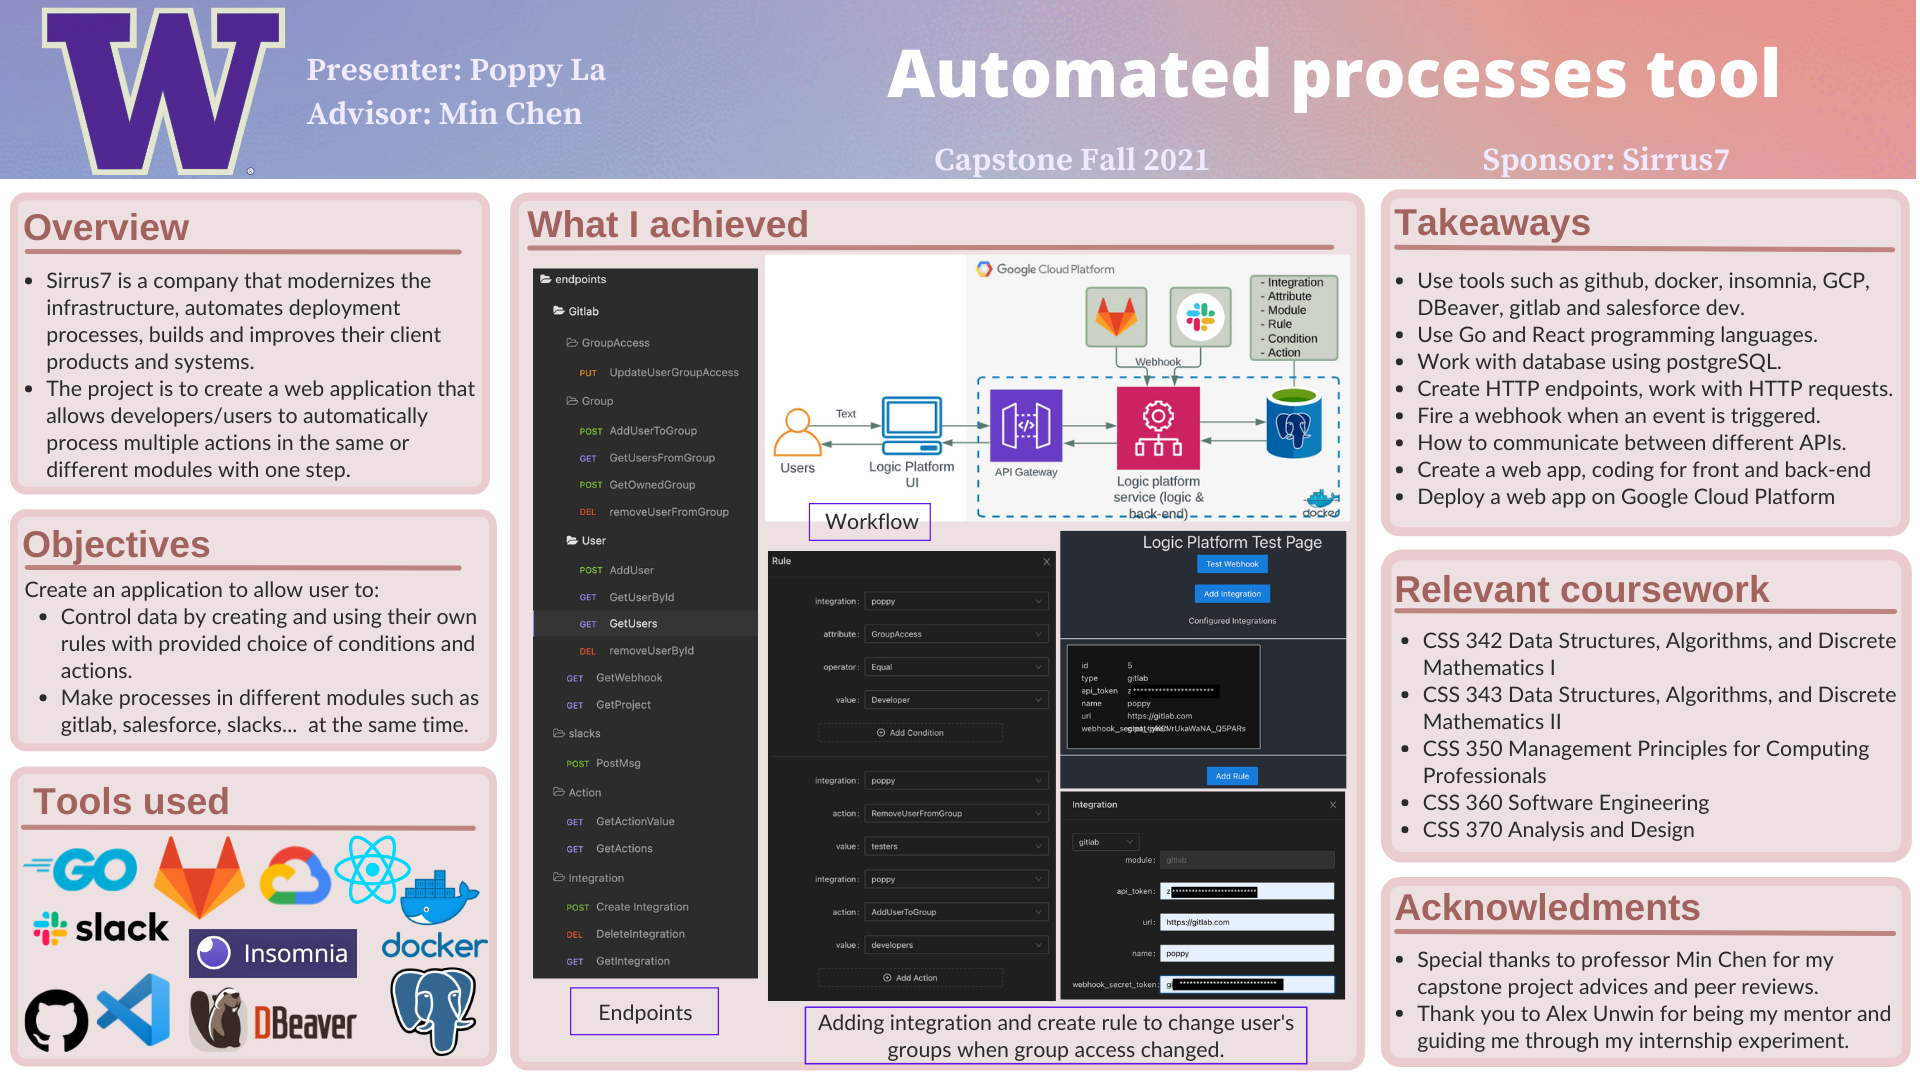 Presenter: Poppy La
Advisor: Min Chen
Automated processes tool
Capstone Fall 2021
Sponsor: Sirrus7
Overview
• Sirrus7 is a company that modernizes the
infrastructure, automates deployment
processes, builds and improves their client
products and systems.
• The project is to create a web application that
allows developers/users to automatically
process multiple actions in the same or
different modules with one step.
Objectives
Create an application to allow user to:
• Control data by creating and using their own
rules with provided choice of conditions and
actions.
• Make processes in different modules such as
gitlab, salesforce, slacks... at the same time.
Tools used
GO
slack
Insomnia
docker
DBeaver
What I achieved
endpoints
Gitlab
GroupAccess
PUT UpdateUserGroupAccess
Group
POST AddUserToGroup
GET GetUsersFromGroup
POST GetOwnedGroup
DEL removeUserFromGroup
User
POST AddUser
GET GetUserById
GET GetUsers
DEL removeUserById
GET GetWebhook
GET GetProject
slacks
POST PostMsg
Action
GET GetActionValue
GET GetActions
Integration
POST Create Integration
DEL DeleteIntegration
GET GetIntegration
Endpoints
Google Cloud Platform
- Integration
- Attribute
- Module
- Rule
- Condition
- Action
Webhook
Text
Users
Logic Platform
UI
API Gateway
Logic platform
service (logic &
back-end)
docker
Workflow
Rule X
integration: poppy
attribute: GroupAccess
operator: Equal
value: Developer
Add Condition
integration: poppy
action: RemoveUserFromGroup
value: testers
integration: poppy
action: AddUserToGroup
value: developers
Add Action
Logic Platform Test Page
Test Webhook
Add Integration
Configured Integrations
id 5
type gitlab
api_token z**********************
name poppy
url https://gitlab.com
Add Rule
Integration X
gitlab
module: gitlab
api_token: z
url: https://gitlab.com
name: poppy
webhook_secret_token: gl
Adding integration and create rule to change user's
groups when group access changed.
Takeaways
• Use tools such as github, docker, insomnia, GCP,
DBeaver, gitlab and salesforce dev.
• Use Go and React programming languages.
• Work with database using postgreSQL.
• Create HTTP endpoints, work with HTTP requests.
• Fire a webhook when an event is triggered.
• How to communicate between different APIs.
• Create a web app, coding for front and back-end
• Deploy a web app on Google Cloud Platform
Relevant coursework
• CSS 342 Data Structures, Algorithms, and Discrete
Mathematics I
• CSS 343 Data Structures, Algorithms, and Discrete
Mathematics II
• CSS 350 Management Principles for Computing
Professionals
• CSS 360 Software Engineering
• CSS 370 Analysis and Design
Acknowledments
• Special thanks to professor Min Chen for my
capstone project advices and peer reviews.
• Thank you to Alex Unwin for being my mentor and
guiding me through my internship experiment.